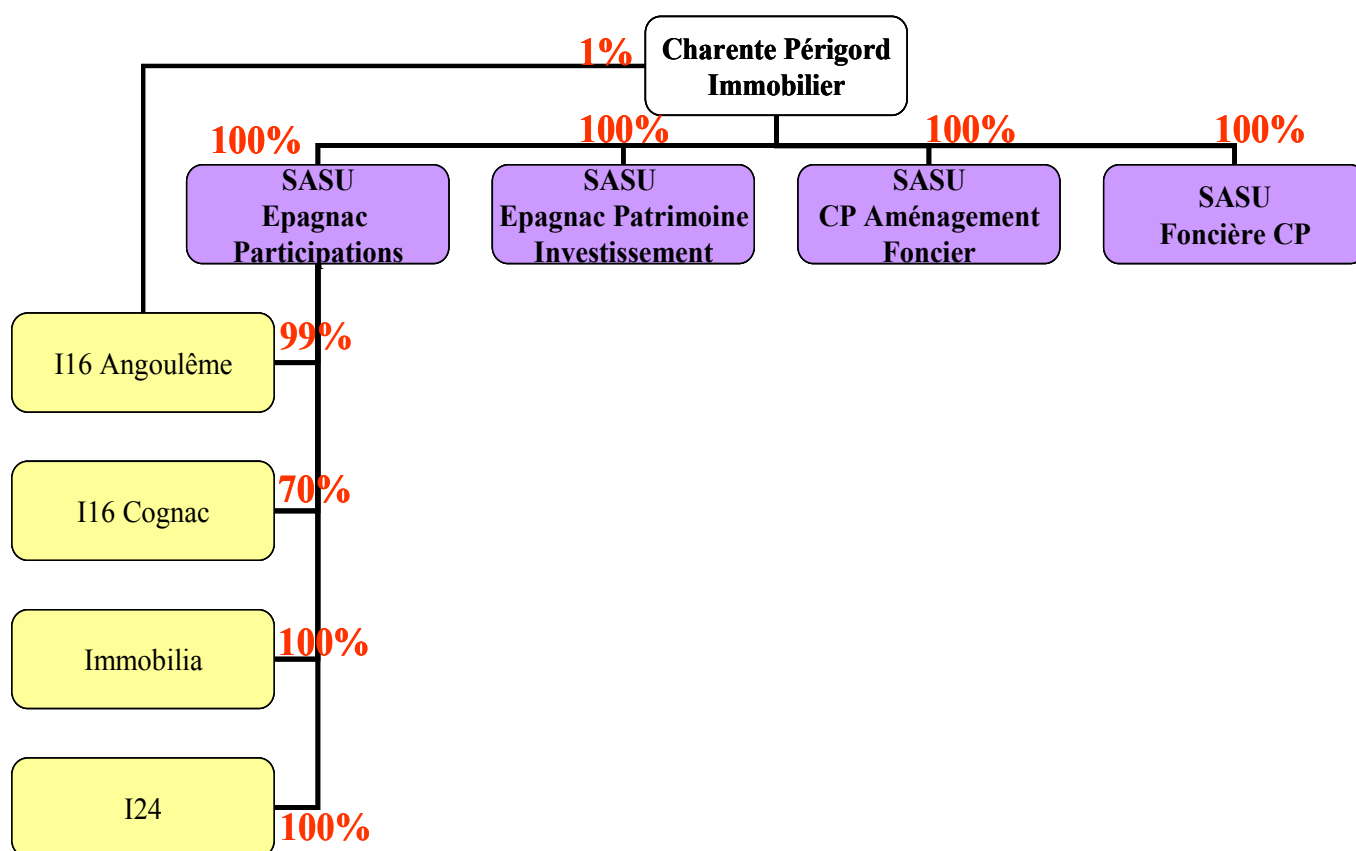 1%
Charente Périgord
Immobilier
100%
100%
100%
100%
SASU
Epagnac
Participations
SASU
Epagnac Patrimoine
Investissement
SASU
CP Aménagement
Foncier
SASU
Foncière CP
I16 Angoulême
99%
I16 Cognac
70%
Immobilia
100%
I24
100%